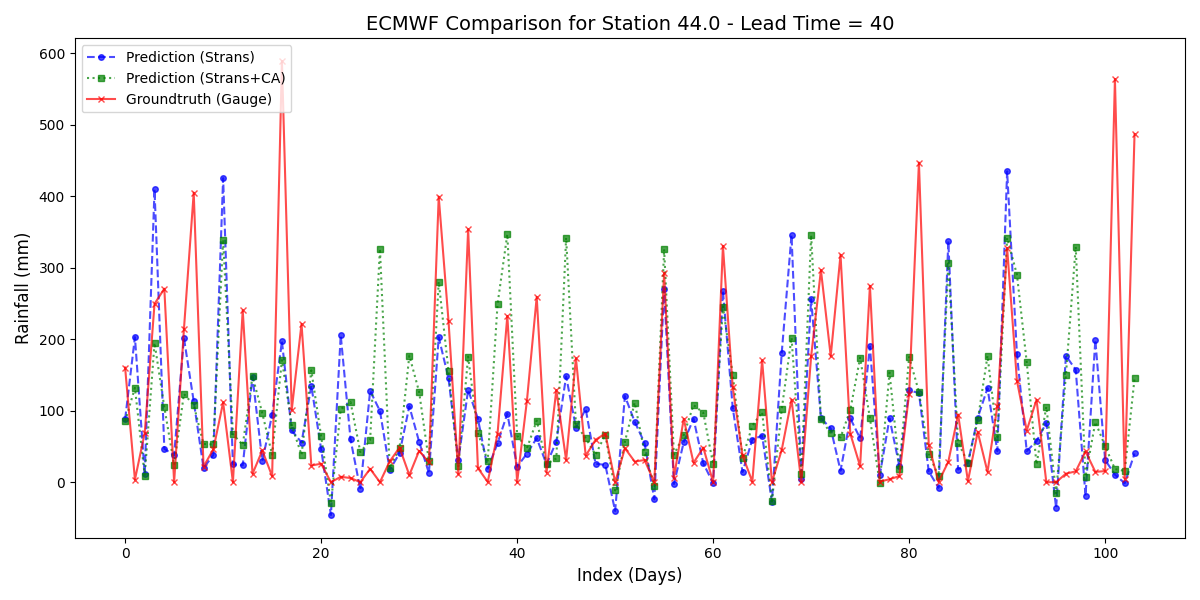 ECMWF Comparison for Station 44.0 - Lead Time = 40
Prediction (Strans)
Prediction (Strans+CA)
Groundtruth (Gauge)
Rainfall (mm)
600
500
400
300
200
100
0
0 20 40 60 80 100
Index (Days)